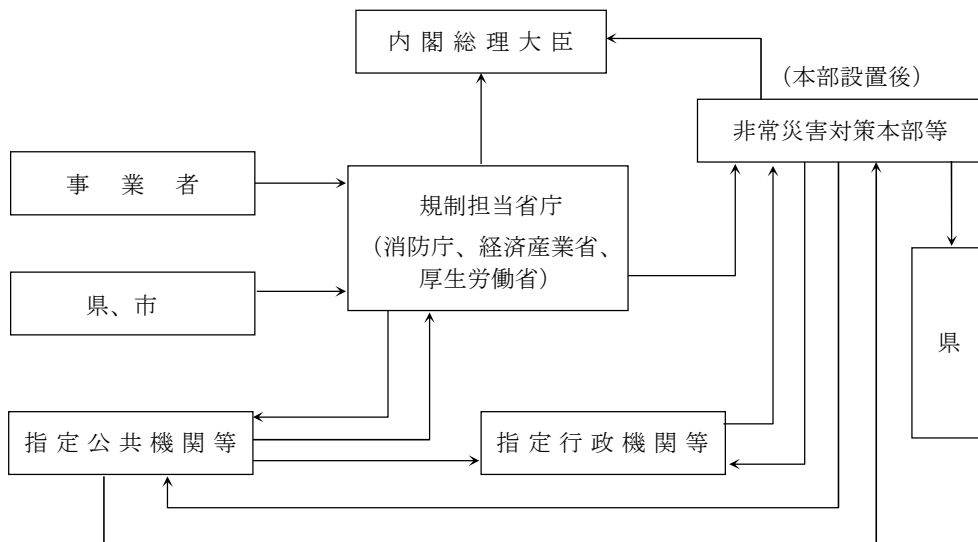 内閣総理大臣
（本部設置後）
非常災害対策本部等
事業者
規制担当省庁
（消防庁、経済産業省、
厚生労働省）
県、市
県
指定公共機関等
指定行政機関等